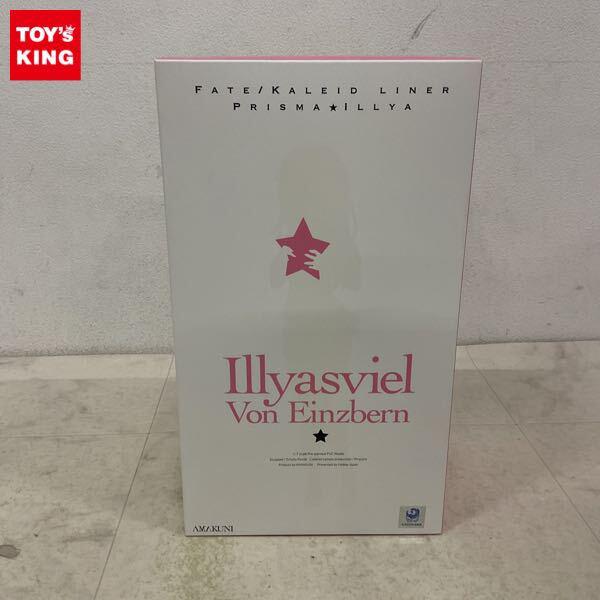 TOY'S
KING
FATE/KALEID LINER
PRISMA★ILLYA
Illyasviel
Von Einzbern
AMAKUNI